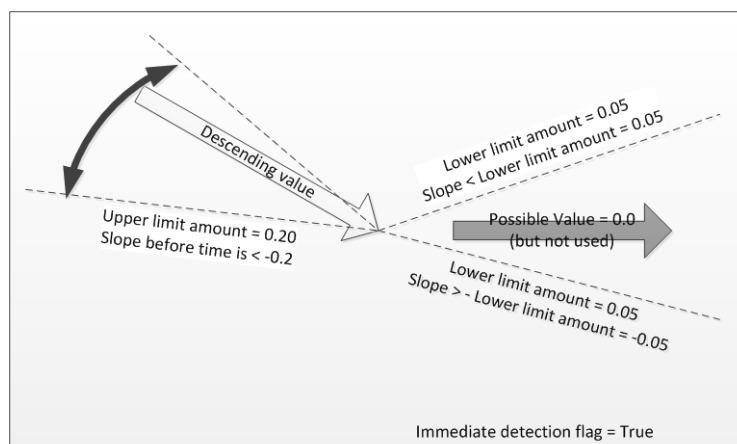 Descending value
Lower limit amount = 0.05
Slope < Lower limit amount = 0.05
Upper limit amount = 0.20
Slope before time is < -0.2
Possible Value = 0.0
(but not used)
Lower limit amount = 0.05
Slope > - Lower limit amount = -0.05
Immediate detection flag = True